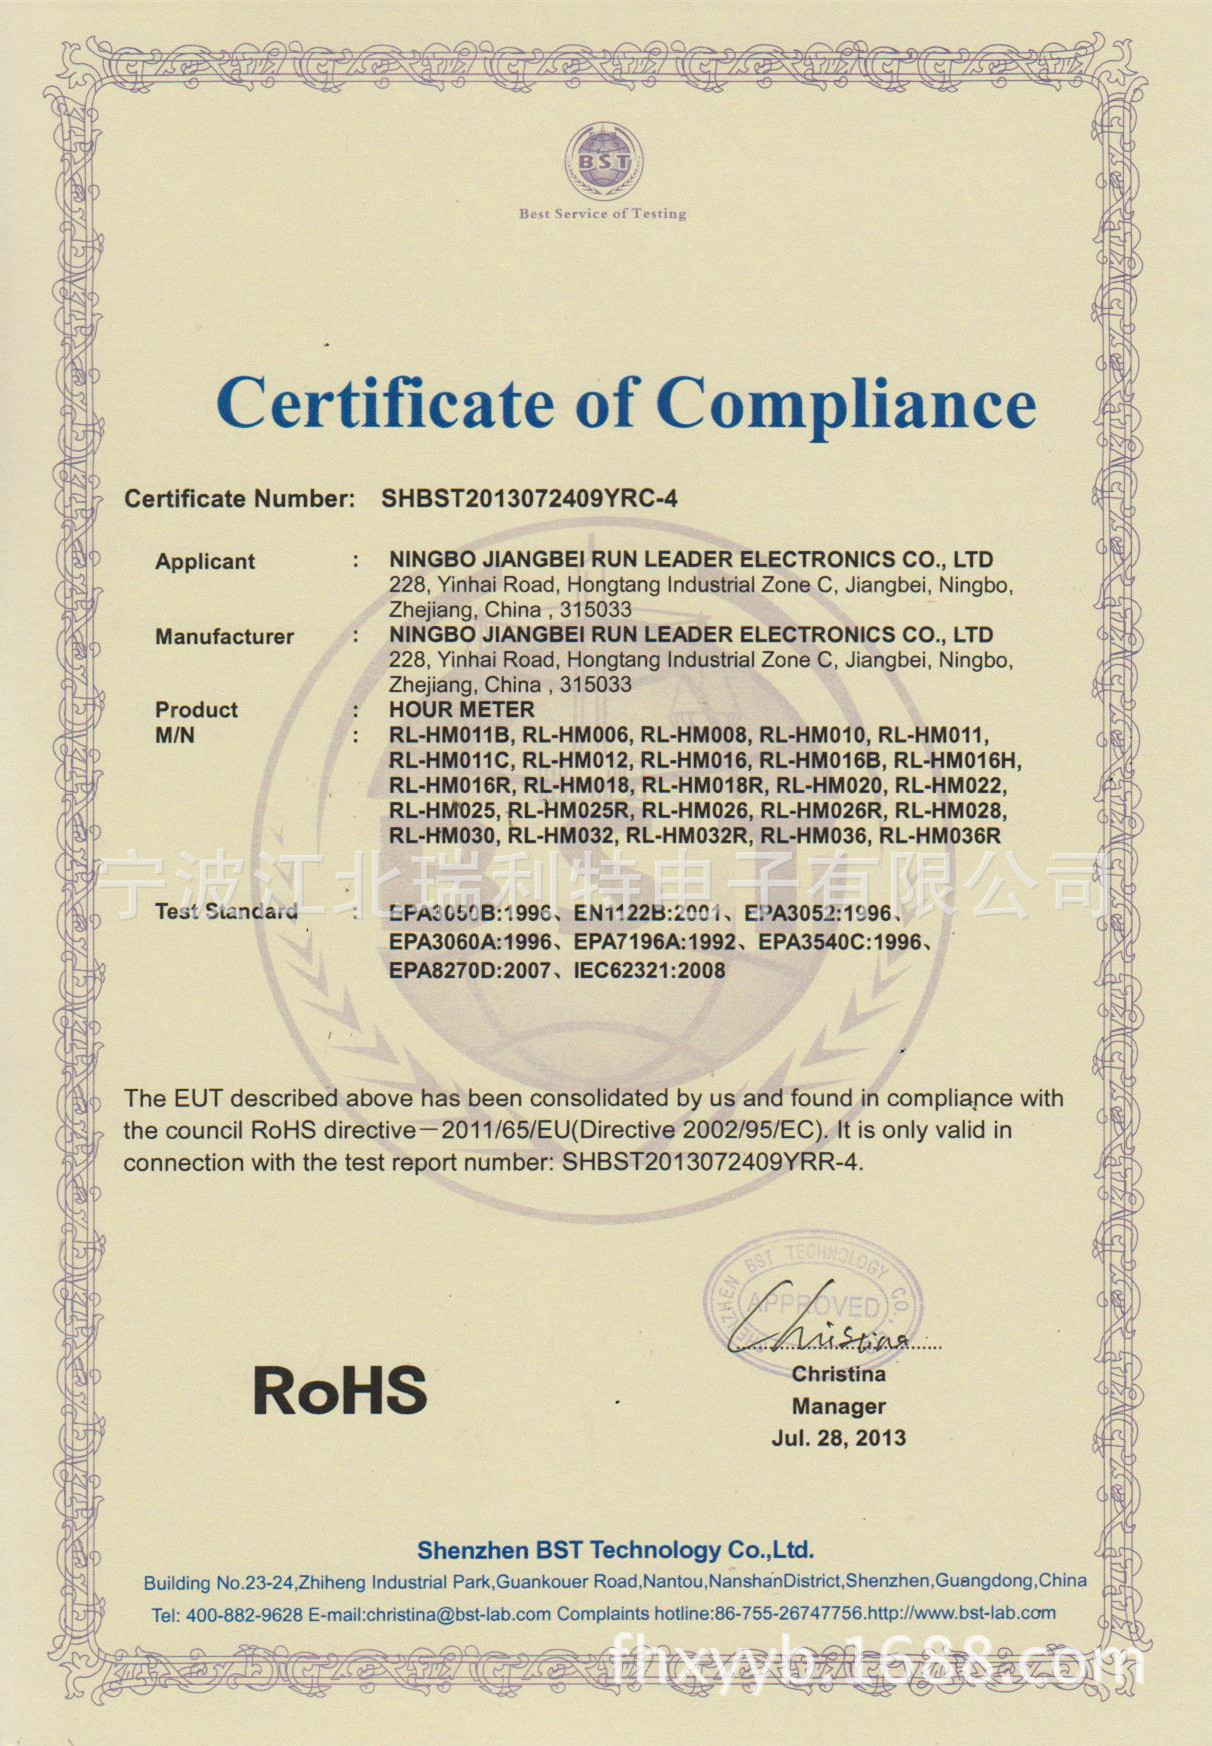 BST
Best Service of Testing
Certificate of Compliance
Certificate Number: SHBST2013072409YRC-4
Applicant : NINGBO JIANGBEI RUN LEADER ELECTRONICS CO., LTD
228, Yinhai Road, Hongtang Industrial Zone C, Jiangbei, Ningbo,
Zhejiang, China , 315033
Manufacturer : NINGBO JIANGBEI RUN LEADER ELECTRONICS CO., LTD
228, Yinhai Road, Hongtang Industrial Zone C, Jiangbei, Ningbo,
Zhejiang, China , 315033
Product : HOUR METER
M/N : RL-HM011B, RL-HM006, RL-HM008, RL-HM010, RL-HM011,
RL-HM011C, RL-HM012, RL-HM016, RL-HM016B, RL-HM016H,
RL-HM016R, RL-HM018, RL-HM018R, RL-HM020, RL-HM022,
RL-HM025, RL-HM025R, RL-HM026, RL-HM026R, RL-HM028,
RL-HM030, RL-HM032, RL-HM032R, RL-HM036, RL-HM036R
宁波江北瑞利特电子有限公司
Test Standard : EPA3050B:1996、EN1122B:2001、EPA3052:1996、
EPA3060A:1996、EPA7196A:1992、EPA3540C:1996、
EPA8270D:2007、IEC62321:2008
The EUT described above has been consolidated by us and found in compliance with
the council RoHS directive－2011/65/EU(Directive 2002/95/EC). It is only valid in
connection with the test report number: SHBST2013072409YRR-4.
SHENZHEN BST TECHNOLOGY CO.,
APPROVED
Christina
RoHS
Christina
Manager
Jul. 28, 2013
Shenzhen BST Technology Co.,Ltd.
Building No.23-24,Zhiheng Industrial Park,Guankouer Road,Nantou,NanshanDistrict,Shenzhen,Guangdong,China
Tel: 400-882-9628 E-mail:christina@bst-lab.com Complaints hotline:86-755-26747756.http://www.bst-lab.com
fhxyyb.1688.com